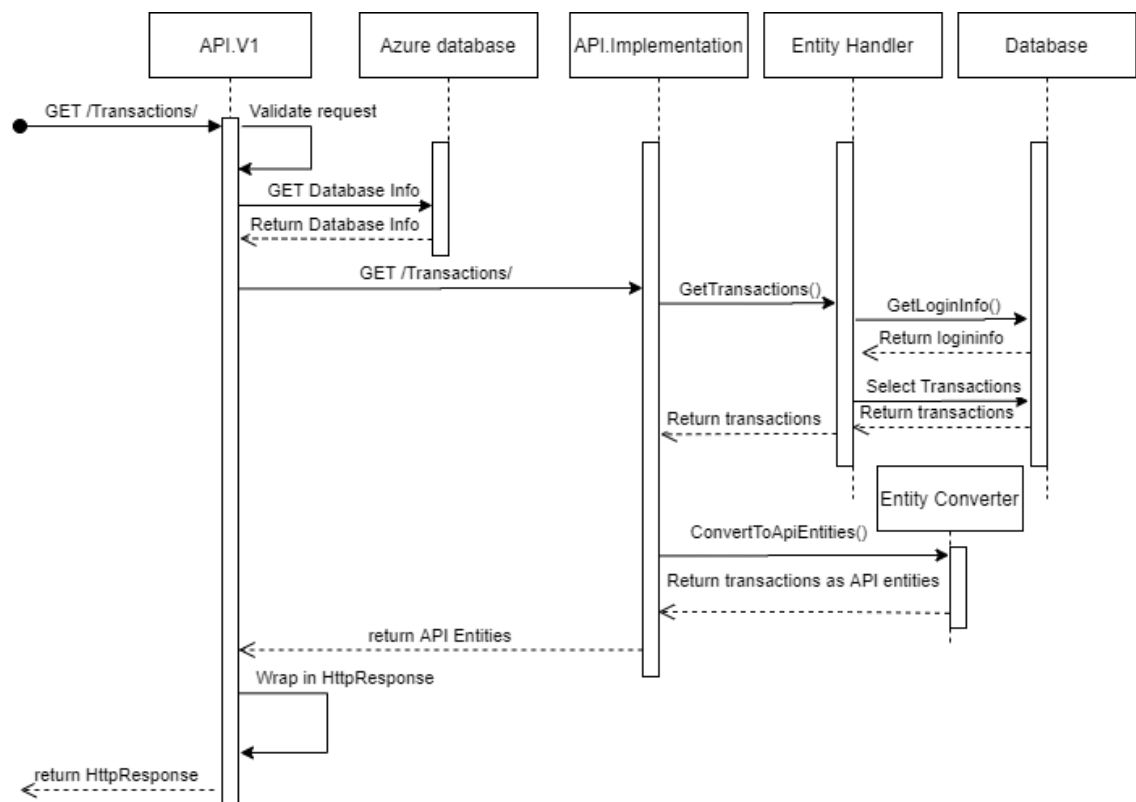 API.V1
Azure database
API.Implementation
Entity Handler
Database
GET /Transactions/
Validate request
GET Database Info
Return Database Info
GET /Transactions/
GetTransactions()
GetLoginInfo()
Return logininfo
Select Transactions
Return transactions
Return transactions
Entity Converter
ConvertToApiEntities()
Return transactions as API entities
return API Entities
Wrap in HttpResponse
return HttpResponse